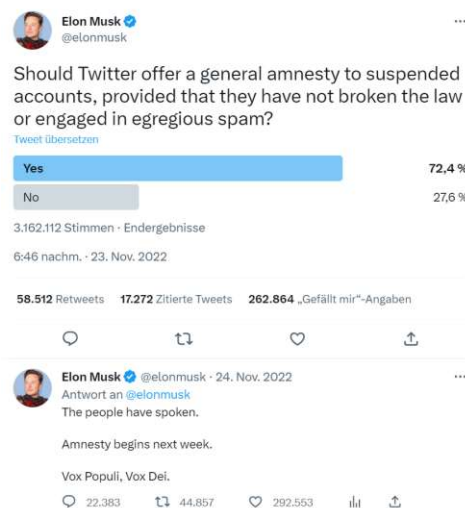 Elon Musk
@elonmusk
Should Twitter offer a general amnesty to suspended
accounts, provided that they have not broken the law
or engaged in egregious spam?
Tweet übersetzen
Yes 72,4 %
No 27,6 %
3.162.112 Stimmen · Endergebnisse
6:46 nachm. · 23. Nov. 2022
58.512 Retweets 17.272 Zitierte Tweets 262.864 „Gefällt mir“-Angaben
Elon Musk @elonmusk · 24. Nov. 2022
Antwort an @elonmusk
The people have spoken.
Amnesty begins next week.
Vox Populi, Vox Dei.
22.383 44.857 292.553